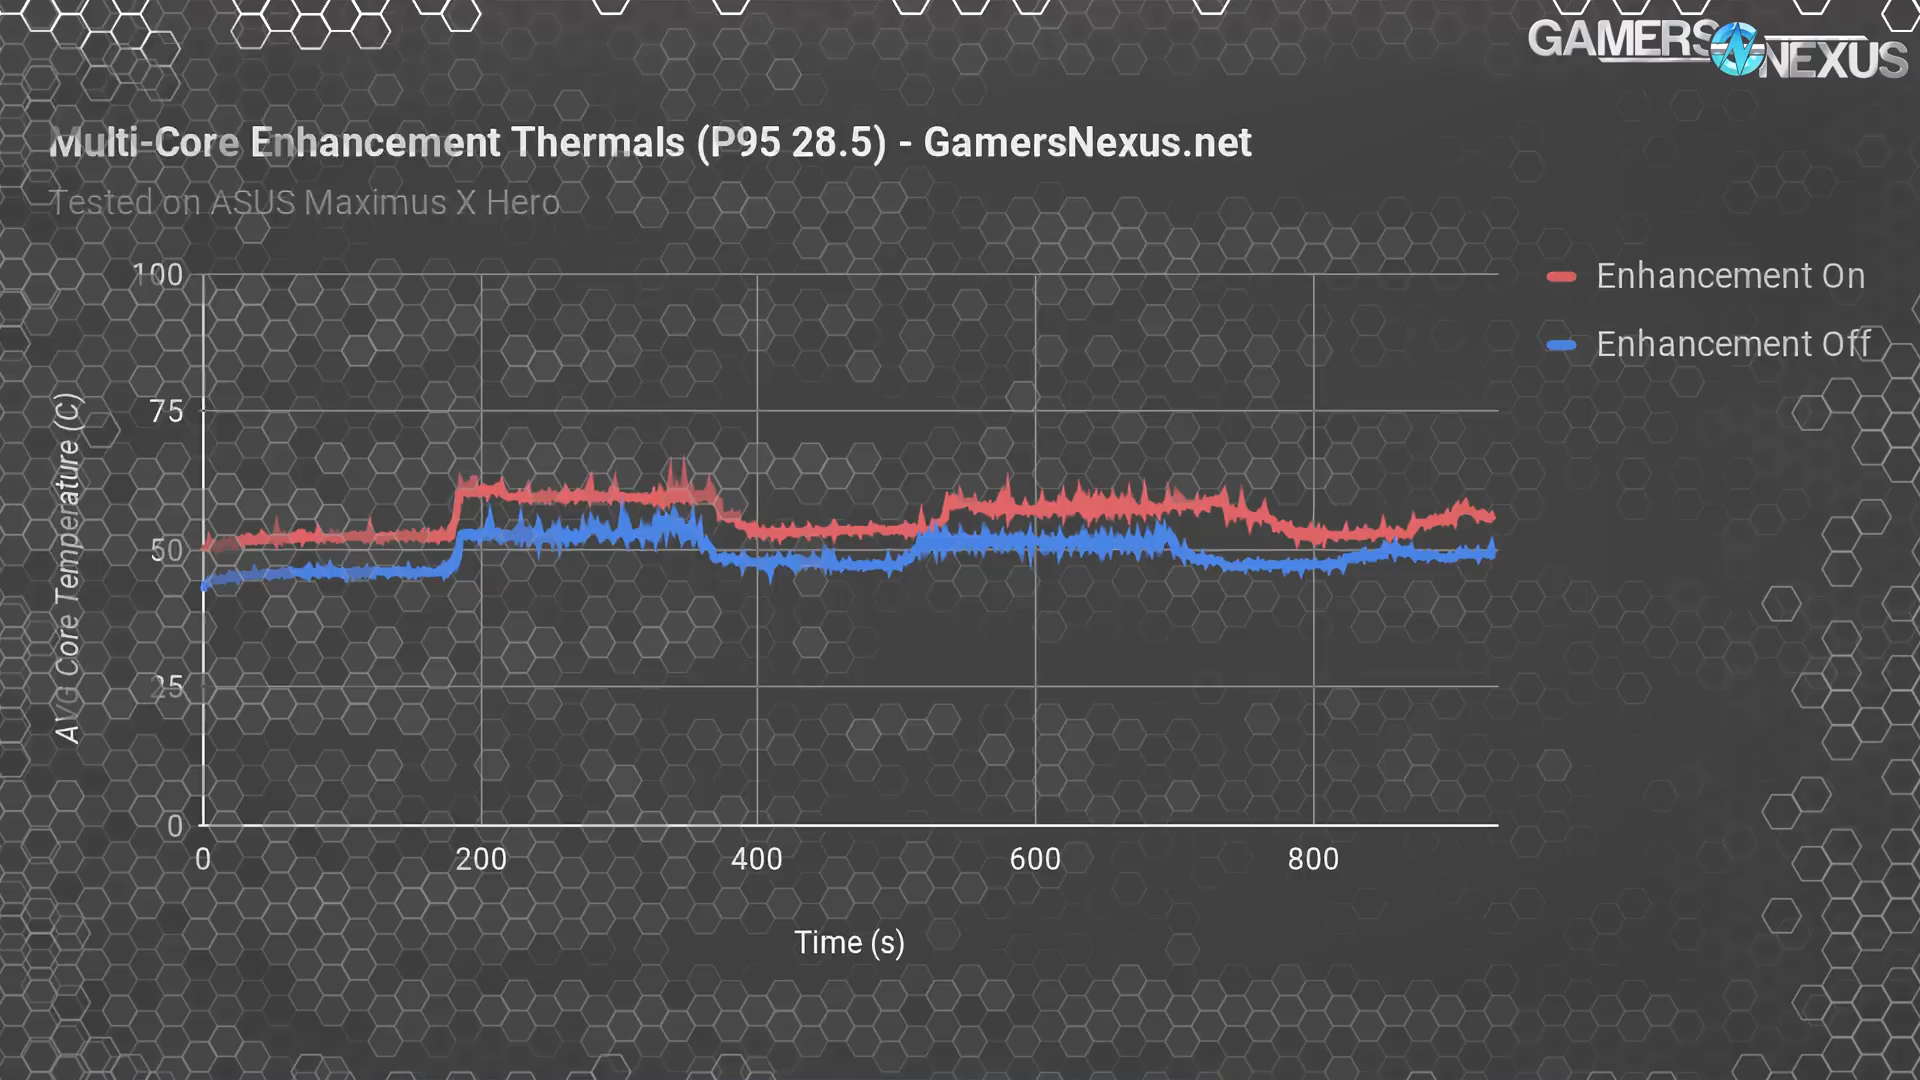 GAMERS NEXUS
Multi-Core Enhancement Thermals (P95 28.5) - GamersNexus.net
Tested on ASUS Maximus X Hero
Enhancement On
Enhancement Off
AVG Core Temperature (C)
100
75
50
25
0
0 200 400 600 800
Time (s)